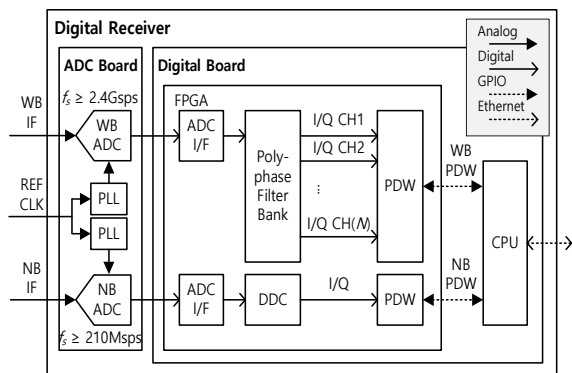 Digital Receiver
Analog
Digital
GPIO
Ethernet
ADC Board
Digital Board
fs ≥ 2.4Gsps
FPGA
WB
IF
WB
ADC
ADC
I/F
Poly-
phase
Filter
Bank
I/Q CH1
I/Q CH2
⋮
I/Q CH(N)
PDW
WB
PDW
REF
CLK
PLL
PLL
CPU
NB
IF
NB
ADC
ADC
I/F
DDC
I/Q
PDW
NB
PDW
fs ≥ 210Msps